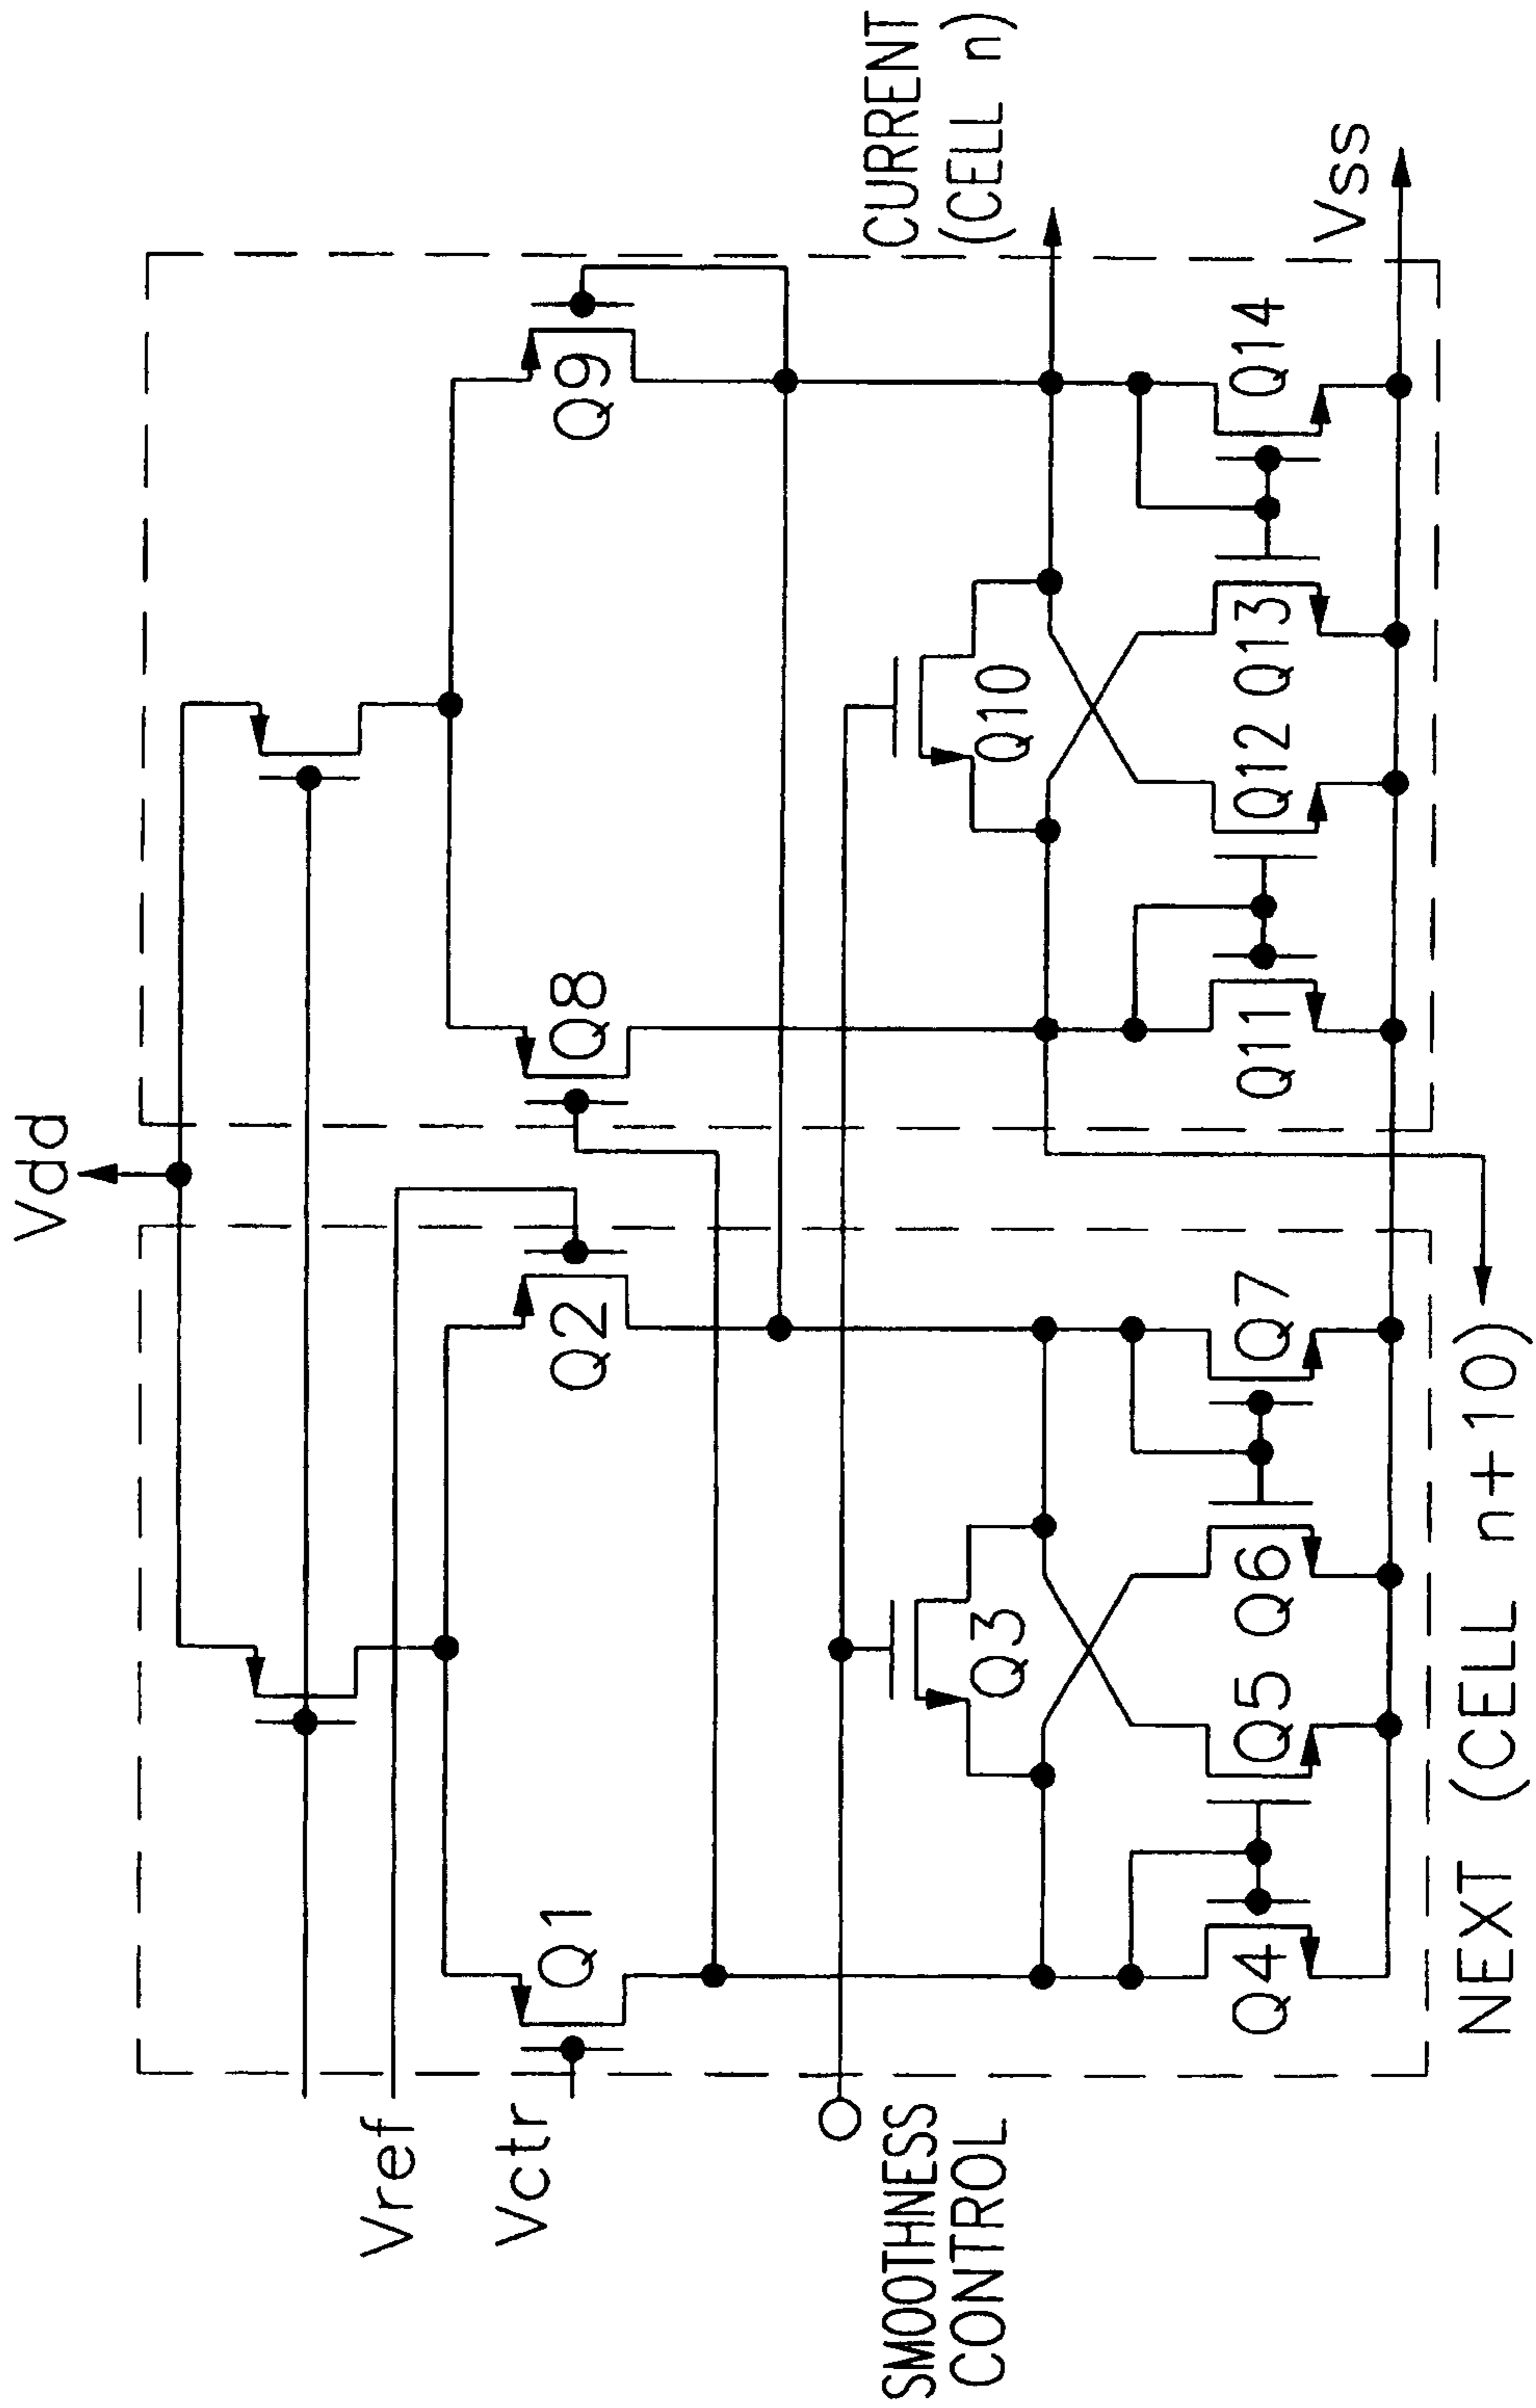 Vdd
Vref
Vctr
SMOOTHNESS
CONTROL
Q1
Q2
Q8
Q9
Q3
Q10
CURRENT
(CELL n)
Q4
Q5 Q6
Q7
Q11
Q12 Q13
Q14
Vss
NEXT (CELL n+10)